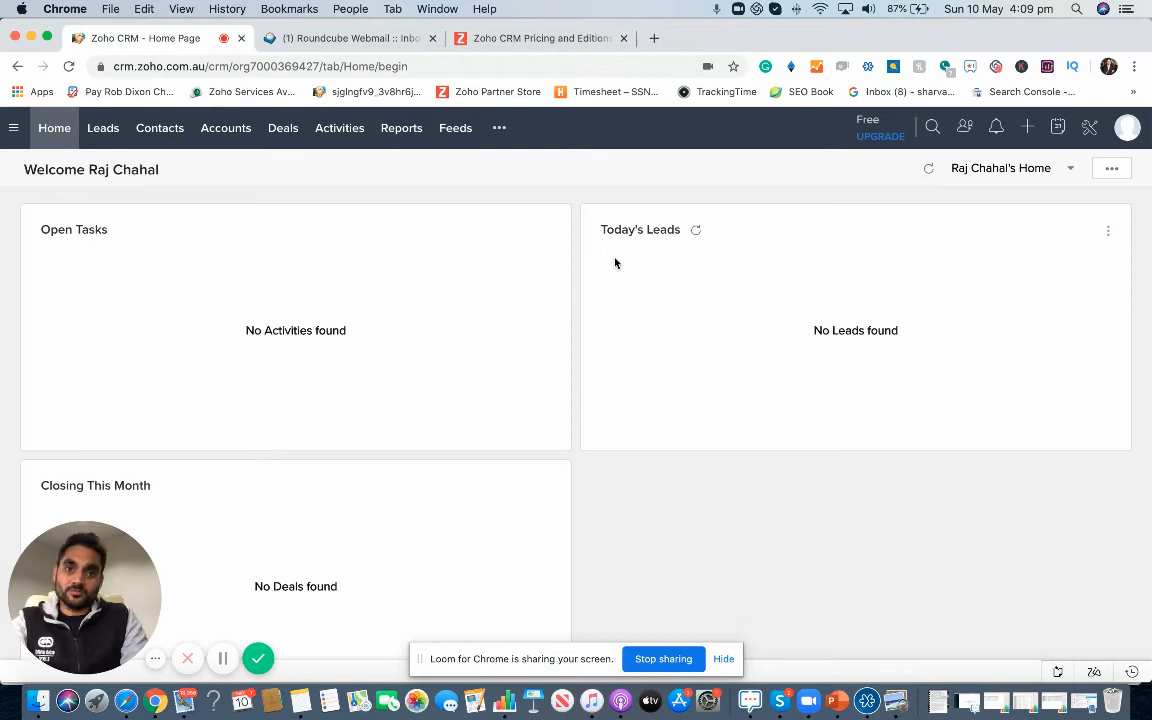 Chrome File Edit View History Bookmarks People Tab Window Help 87% Sun 10 May 4:09 pm
Zoho CRM - Home Page (1) Roundcube Webmail :: Inbo Zoho CRM Pricing and Editions
crm.zoho.com.au/crm/org7000369427/tab/Home/begin
Apps Pay Rob Dixon Ch... Zoho Services Av... sjglngfv9_3v8hr6j... Zoho Partner Store Timesheet – SSN... TrackingTime SEO Book Inbox (8) - sharva... Search Console -... »
Home Leads Contacts Accounts Deals Activities Reports Feeds
Free
UPGRADE
Welcome Raj Chahal
Raj Chahal's Home
Open Tasks
No Activities found
Today's Leads
No Leads found
Closing This Month
No Deals found
Loom for Chrome is sharing your screen. Stop sharing Hide